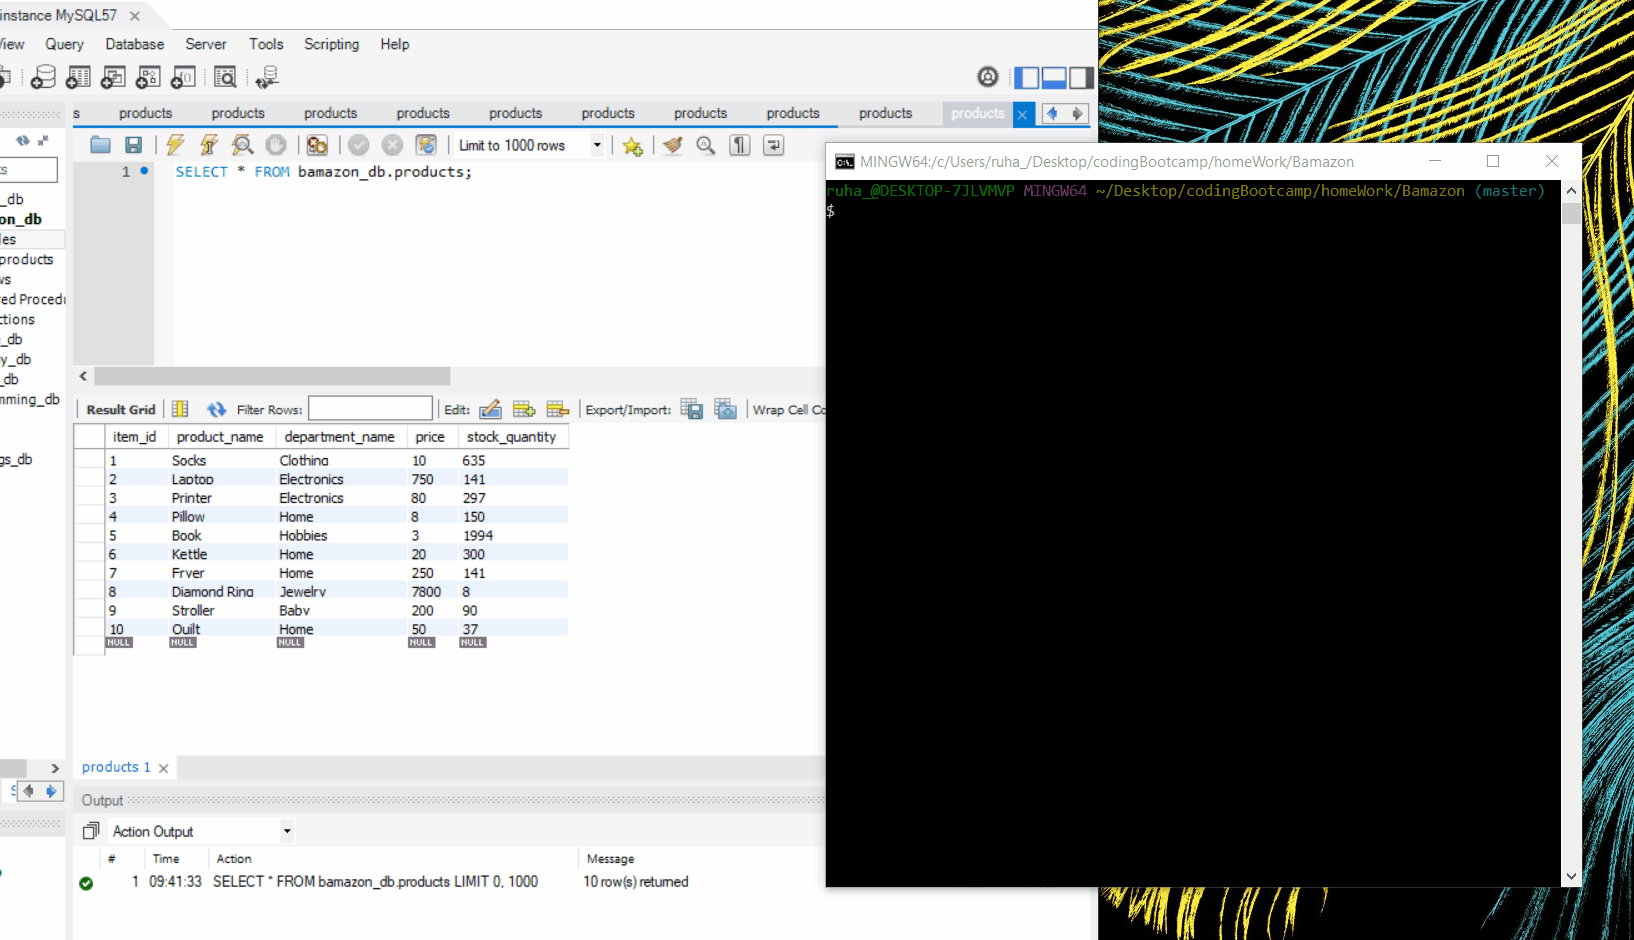 instance MySQL57
View Query Database Server Tools Scripting Help
s products products products products products products products products products products
Limit to 1000 rows
1 SELECT * FROM bamazon_db.products;
ts
_db
on_db
les
products
ws
red Procedu
ctions
_db
y_db
_db
mming_db
gs_db
Result Grid Filter Rows: Edit: Export/Import: Wrap Cell Co
item_id product_name department_name price stock_quantity
1 Socks Clothing 10 635
2 Laptop Electronics 750 141
3 Printer Electronics 80 297
4 Pillow Home 8 150
5 Book Hobbies 3 1994
6 Kettle Home 20 300
7 Fryer Home 250 141
8 Diamond Ring Jewelry 7800 8
9 Stroller Baby 200 90
10 Quilt Home 50 37
NULL NULL NULL NULL NULL
products 1
S
Output
Action Output
# Time Action Message
1 09:41:33 SELECT * FROM bamazon_db.products LIMIT 0, 1000 10 row(s) returned
MINGW64:/c/Users/ruha_/Desktop/codingBootcamp/homeWork/Bamazon
ruha_@DESKTOP-7JLVMVP MINGW64 ~/Desktop/codingBootcamp/homeWork/Bamazon (master)
$